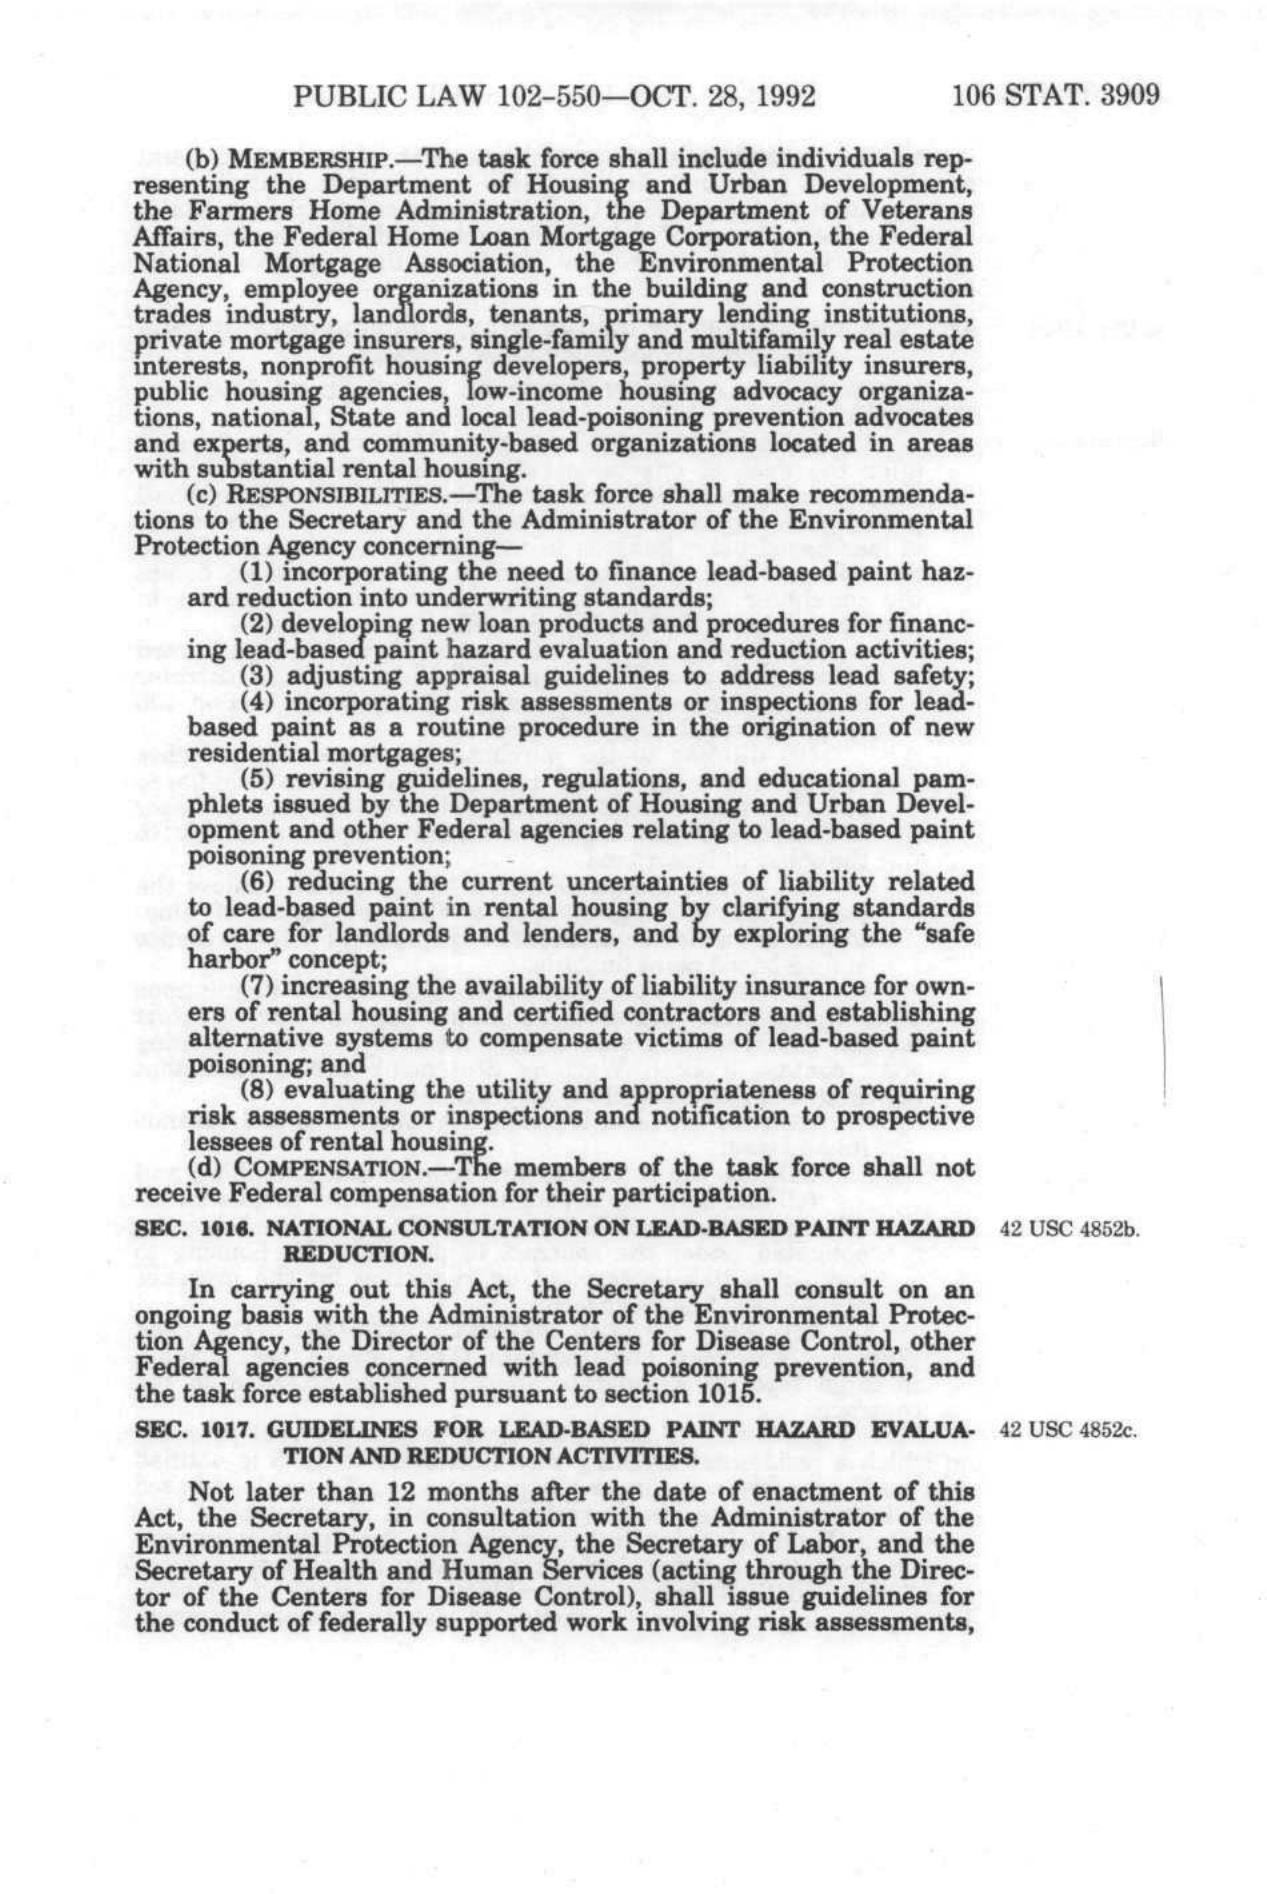 PUBLIC LAW 102-550—OCT. 28, 1992 106 STAT. 3909
(b) MEMBERSHIP.—The task force shall include individuals rep-
resenting the Department of Housing and Urban Development,
the Farmers Home Administration, the Department of Veterans
Affairs, the Federal Home Loan Mortgage Corporation, the Federal
National Mortgage Association, the Environmental Protection
Agency, employee organizations in the building and construction
trades industry, landlords, tenants, primary lending institutions,
private mortgage insurers, single-family and multifamily real estate
interests, nonprofit housing developers, property liability insurers,
public housing agencies, low-income housing advocacy organiza-
tions, national, State and local lead-poisoning prevention advocates
and experts, and community-based organizations located in areas
with substantial rental housing.
(c) RESPONSIBILITIES.—The task force shall make recommenda-
tions to the Secretary and the Administrator of the Environmental
Protection Agency concerning—
(1) incorporating the need to finance lead-based paint haz-
ard reduction into underwriting standards;
(2) developing new loan products and procedures for financ-
ing lead-based paint hazard evaluation and reduction activities;
(3) adjusting appraisal guidelines to address lead safety;
(4) incorporating risk assessments or inspections for lead-
based paint as a routine procedure in the origination of new
residential mortgages;
(5) revising guidelines, regulations, and educational pam-
phlets issued by the Department of Housing and Urban Devel-
opment and other Federal agencies relating to lead-based paint
poisoning prevention;
(6) reducing the current uncertainties of liability related
to lead-based paint in rental housing by clarifying standards
of care for landlords and lenders, and by exploring the “safe
harbor” concept;
(7) increasing the availability of liability insurance for own-
ers of rental housing and certified contractors and establishing
alternative systems to compensate victims of lead-based paint
poisoning; and
(8) evaluating the utility and appropriateness of requiring
risk assessments or inspections and notification to prospective
lessees of rental housing.
(d) COMPENSATION.—The members of the task force shall not
receive Federal compensation for their participation.
SEC. 1016. NATIONAL CONSULTATION ON LEAD-BASED PAINT HAZARD 42 USC 4852b.
REDUCTION.
In carrying out this Act, the Secretary shall consult on an
ongoing basis with the Administrator of the Environmental Protec-
tion Agency, the Director of the Centers for Disease Control, other
Federal agencies concerned with lead poisoning prevention, and
the task force established pursuant to section 1015.
SEC. 1017. GUIDELINES FOR LEAD-BASED PAINT HAZARD EVALUA- 42 USC 4852c.
TION AND REDUCTION ACTIVITIES.
Not later than 12 months after the date of enactment of this
Act, the Secretary, in consultation with the Administrator of the
Environmental Protection Agency, the Secretary of Labor, and the
Secretary of Health and Human Services (acting through the Direc-
tor of the Centers for Disease Control), shall issue guidelines for
the conduct of federally supported work involving risk assessments,